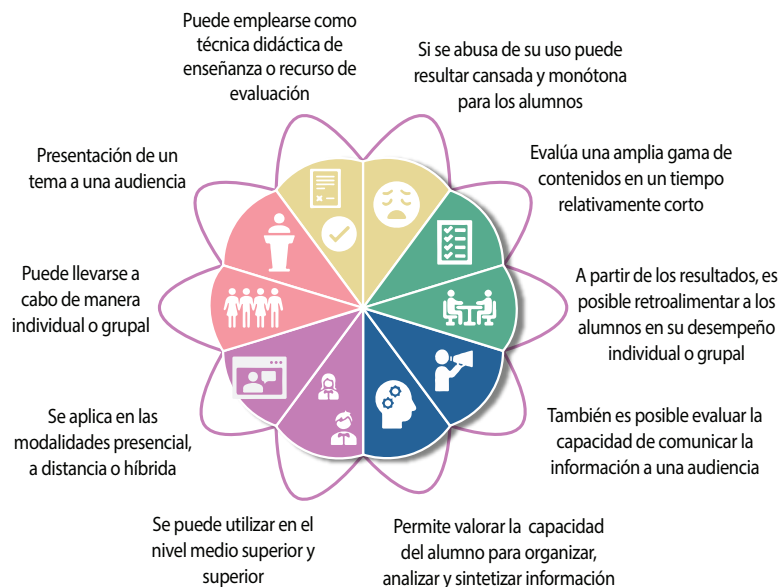 Puede emplearse como
técnica didáctica de
enseñanza o recurso de
evaluación
Si se abusa de su uso puede
resultar cansada y monótona
para los alumnos
Presentación de un
tema a una audiencia
Evalúa una amplia gama de
contenidos en un tiempo
relativamente corto
Puede llevarse a
cabo de manera
individual o grupal
A partir de los resultados, es
posible retroalimentar a los
alumnos en su desempeño
individual o grupal
Se aplica en las
modalidades presencial,
a distancia o híbrida
También es posible evaluar la
capacidad de comunicar la
información a una audiencia
Se puede utilizar en el
nivel medio superior y
superior
Permite valorar la capacidad
del alumno para organizar,
analizar y sintetizar información